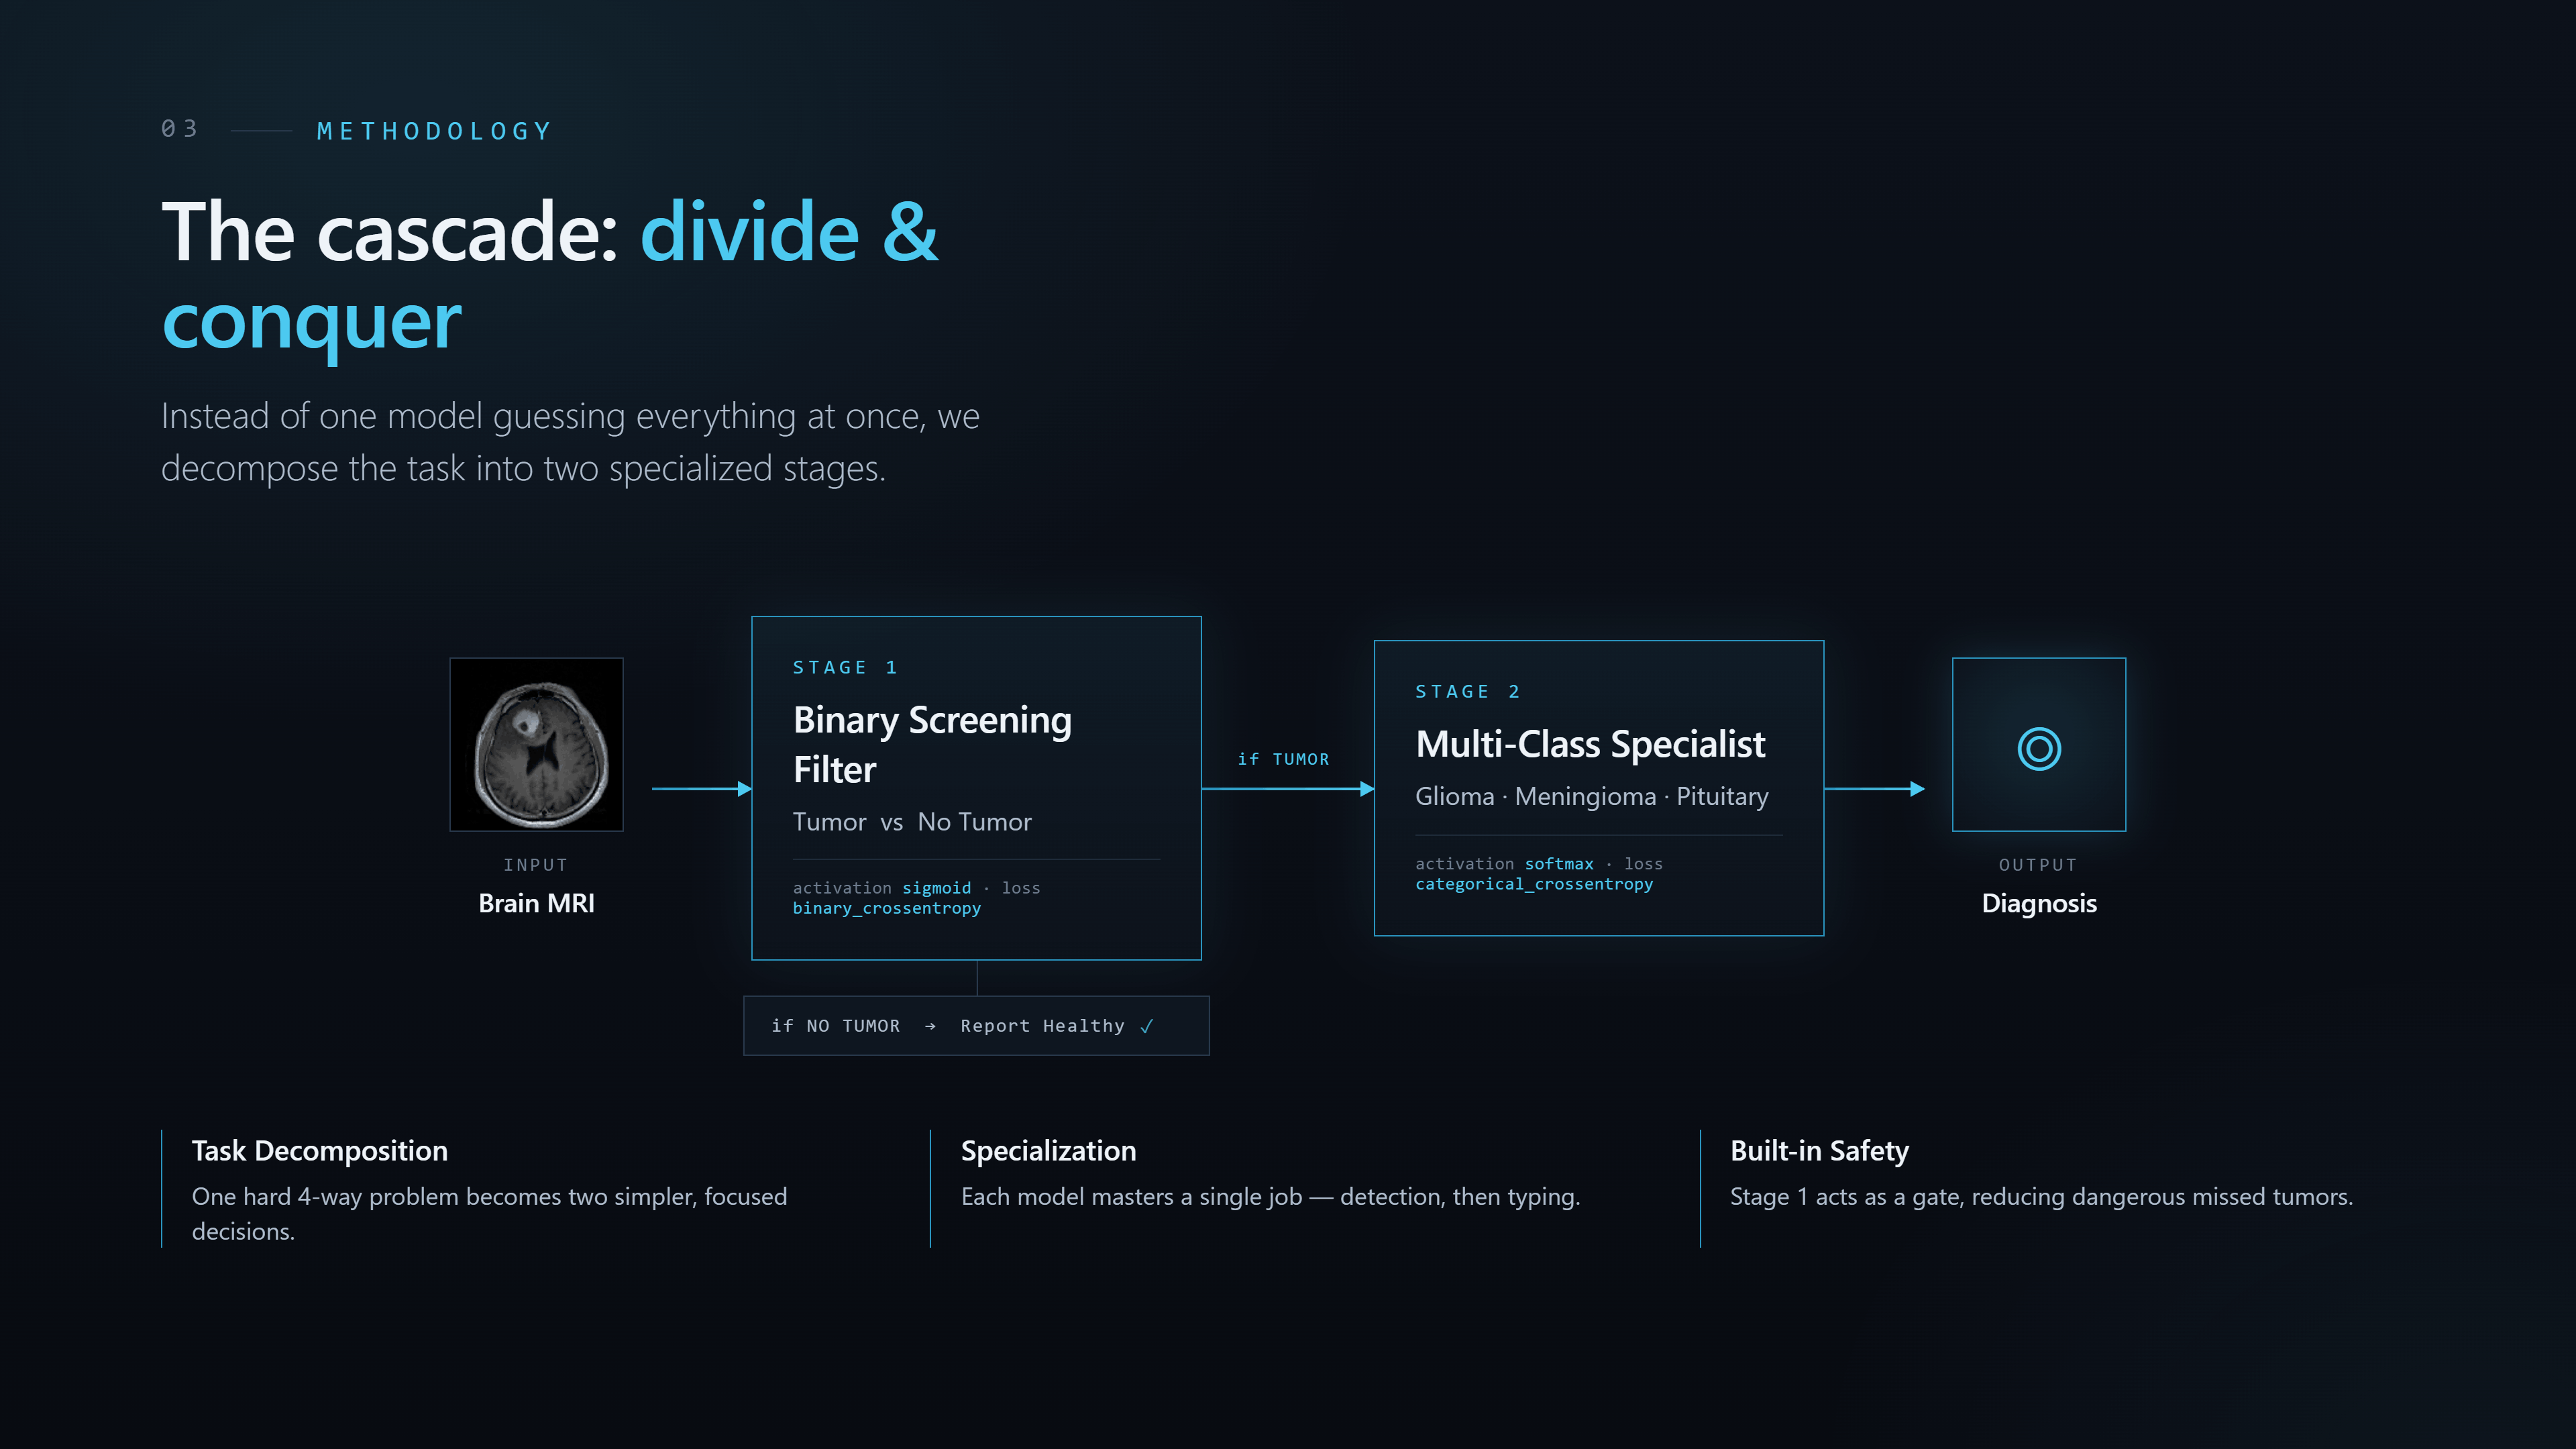 03 METHODOLOGY
The cascade: divide &
conquer
Instead of one model guessing everything at once, we
decompose the task into two specialized stages.
INPUT
Brain MRI
STAGE 1
Binary Screening
Filter
Tumor vs No Tumor
activation sigmoid · loss
binary_crossentropy
if NO TUMOR → Report Healthy ✓
if TUMOR
STAGE 2
Multi-Class Specialist
Glioma · Meningioma · Pituitary
activation softmax · loss
categorical_crossentropy
OUTPUT
Diagnosis
Task Decomposition
One hard 4-way problem becomes two simpler, focused
decisions.
Specialization
Each model masters a single job — detection, then typing.
Built-in Safety
Stage 1 acts as a gate, reducing dangerous missed tumors.